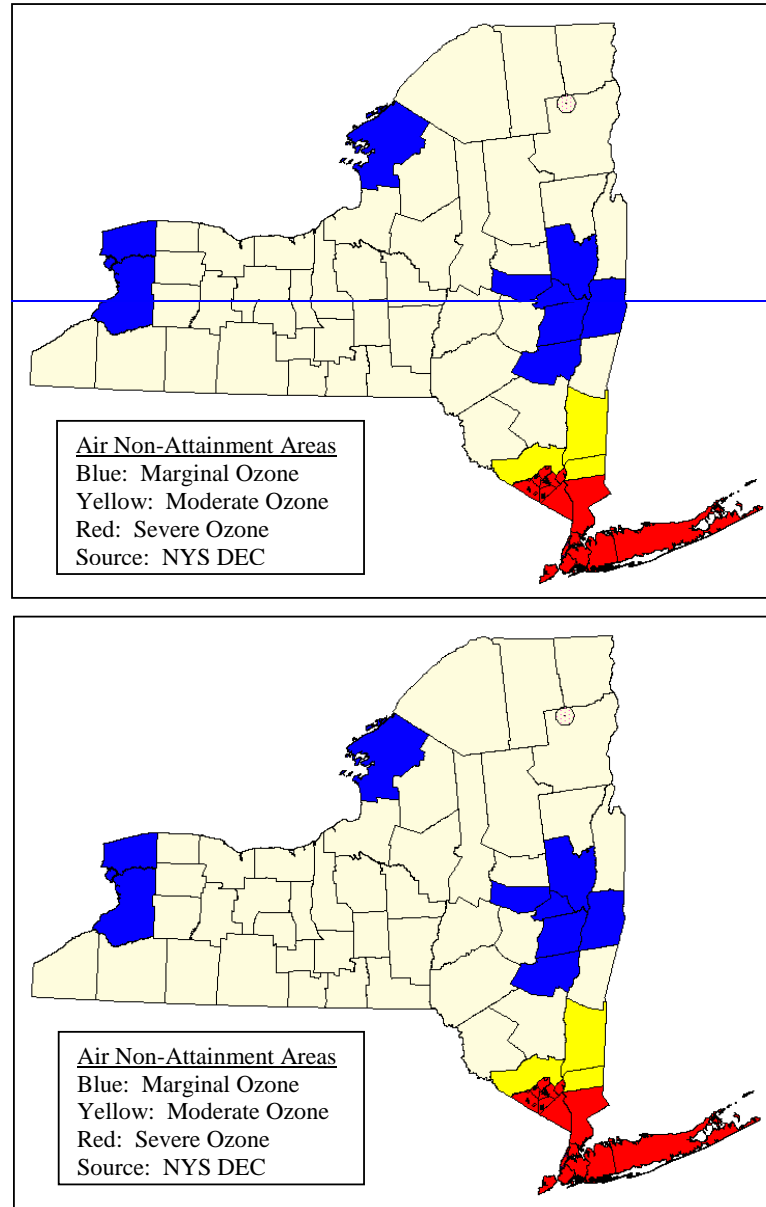 Air Non-Attainment Areas
Blue:  Marginal Ozone
Yellow:  Moderate Ozone
Red:  Severe Ozone
Source:  NYS DEC
Air Non-Attainment Areas
Blue:  Marginal Ozone
Yellow:  Moderate Ozone
Red:  Severe Ozone
Source:  NYS DEC